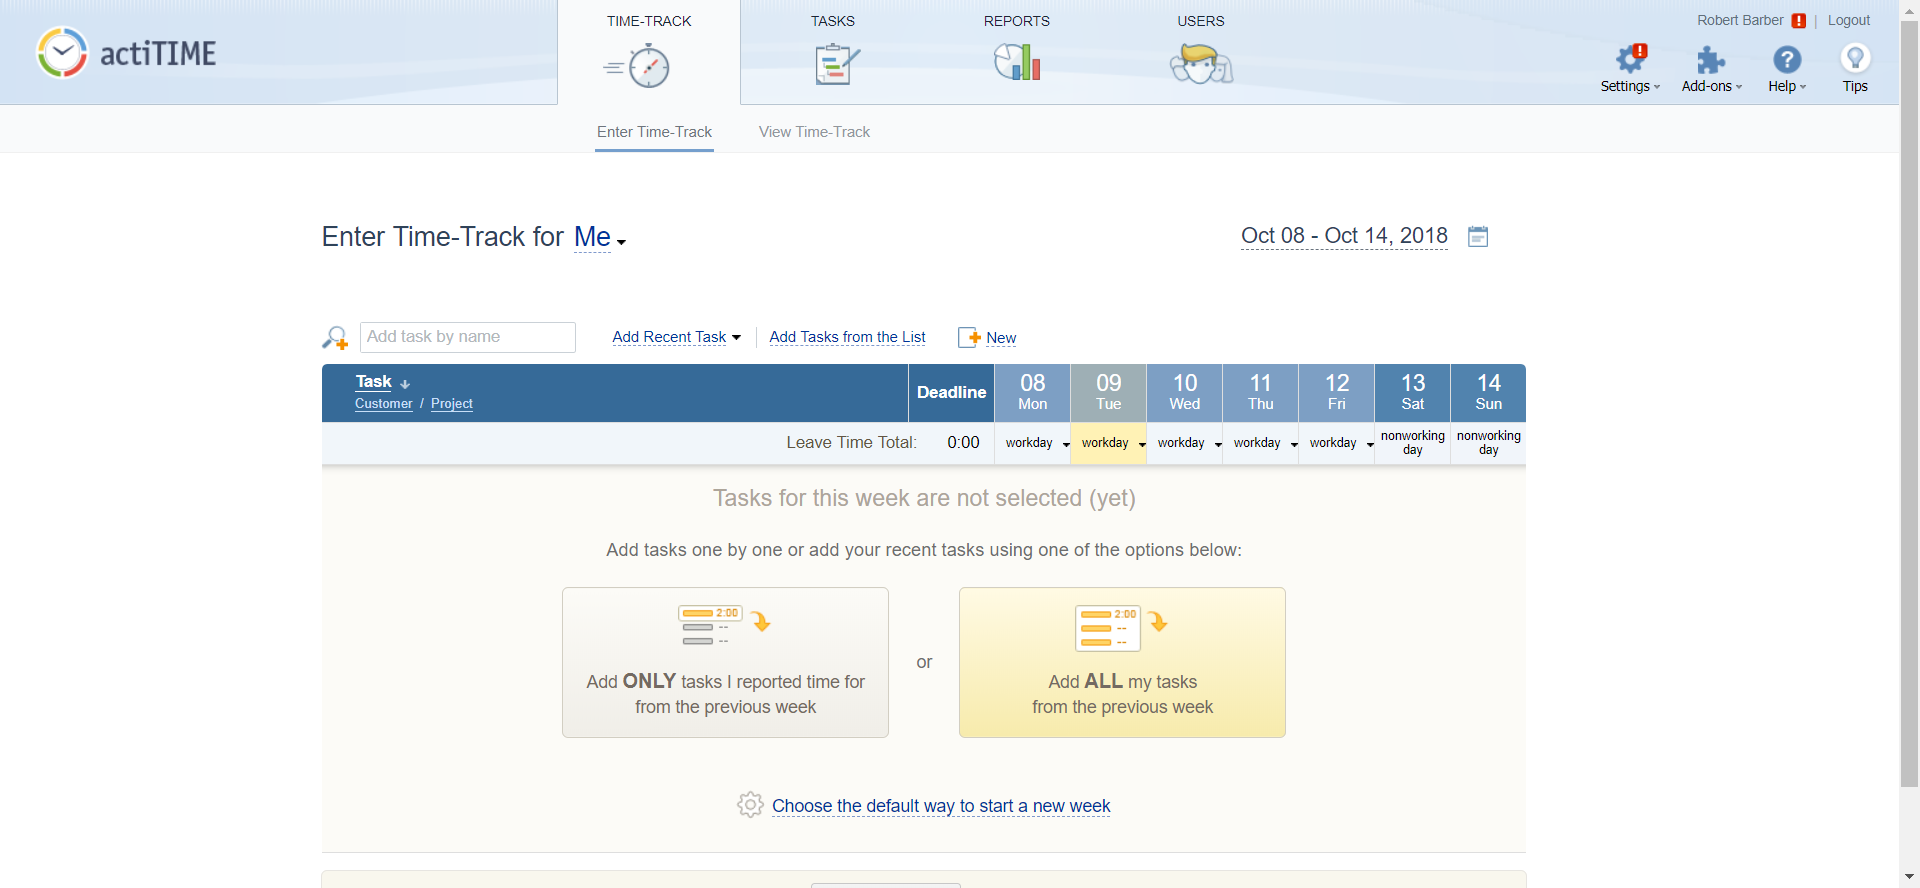 actiTIME
TIME-TRACK
TASKS
REPORTS
USERS
Robert Barber ! | Logout
Settings
Add-ons
Help
Tips
Enter Time-Track
View Time-Track
Enter Time-Track for Me
Oct 08 - Oct 14, 2018
Add task by name
Add Recent Task
Add Tasks from the List
New
Task
Customer / Project
Deadline
08
Mon
09
Tue
10
Wed
11
Thu
12
Fri
13
Sat
14
Sun
Leave Time Total: 0:00
workday
workday
workday
workday
workday
nonworking
day
nonworking
day
Tasks for this week are not selected (yet)
Add tasks one by one or add your recent tasks using one of the options below:
2:00
--
--
Add ONLY tasks I reported time for
from the previous week
or
2:00
--
--
Add ALL my tasks
from the previous week
Choose the default way to start a new week